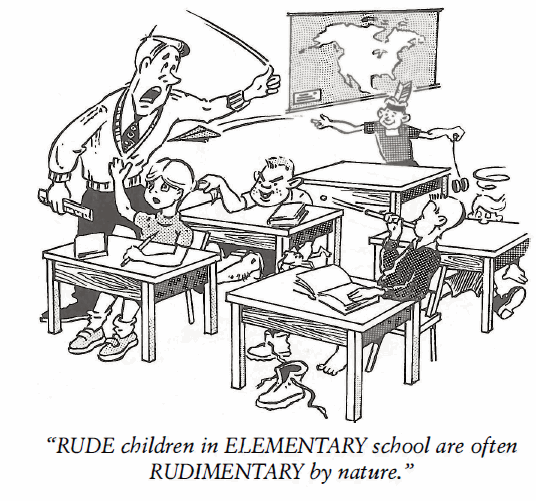 “RUDE children in ELEMENTARY school are often
RUDIMENTARY by nature.”